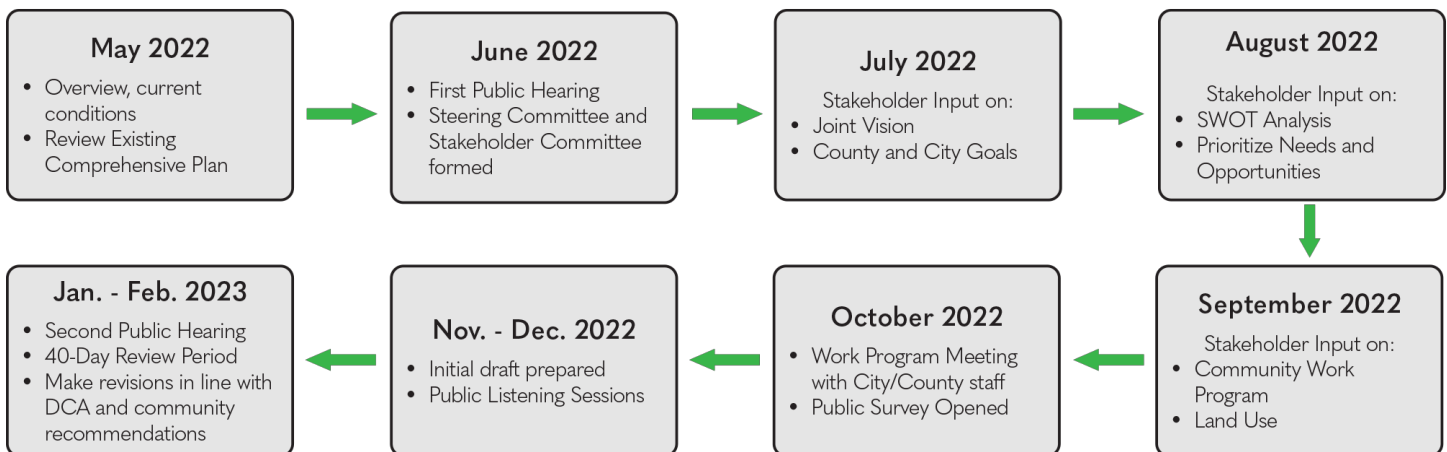 May 2022
• Overview, current
conditions
• Review Existing
Comprehensive Plan
June 2022
• First Public Hearing
• Steering Committee and
Stakeholder Committee
formed
July 2022
Stakeholder Input on:
• Joint Vision
• County and City Goals
August 2022
Stakeholder Input on:
• SWOT Analysis
• Prioritize Needs and
Opportunities
September 2022
Stakeholder Input on:
• Community Work
Program
• Land Use
October 2022
• Work Program Meeting
with City/County staff
• Public Survey Opened
Nov. - Dec. 2022
• Initial draft prepared
• Public Listening Sessions
Jan. - Feb. 2023
• Second Public Hearing
• 40-Day Review Period
• Make revisions in line with
DCA and community
recommendations